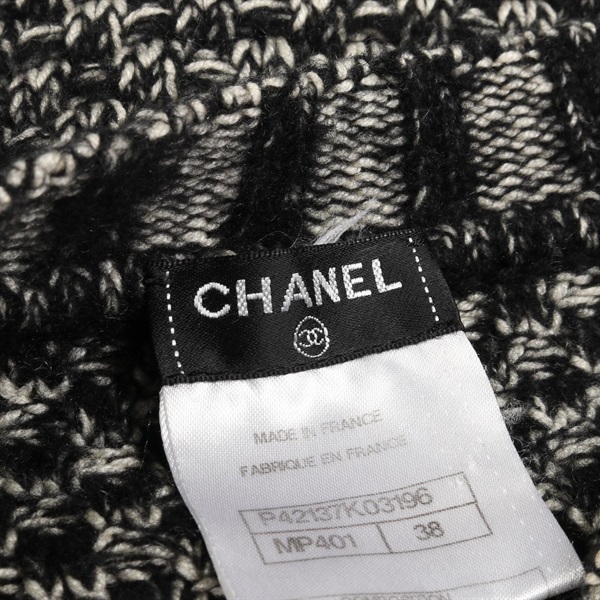 CHANEL
MADE IN FRANCE
FABRIQUE EN FRANCE
P42137K03196
MP401 38